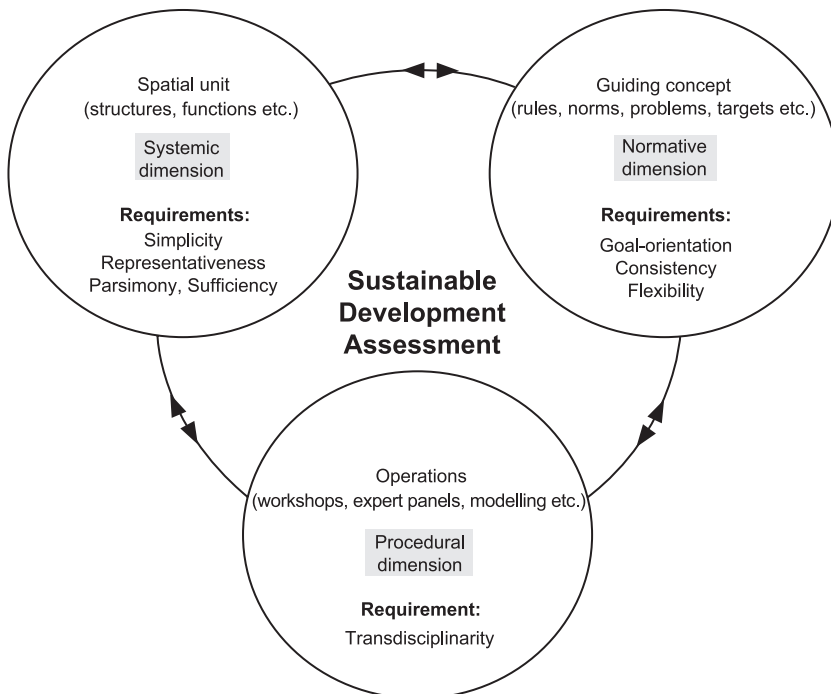 Spatial unit
(structures, functions etc.)
Systemic
dimension
Requirements:
Simplicity
Representativeness
Parsimony, Sufficiency
Guiding concept
(rules, norms, problems, targets etc.)
Normative
dimension
Requirements:
Goal-orientation
Consistency
Flexibility
Sustainable
Development
Assessment
Operations
(workshops, expert panels, modelling etc.)
Procedural
dimension
Requirement:
Transdisciplinarity